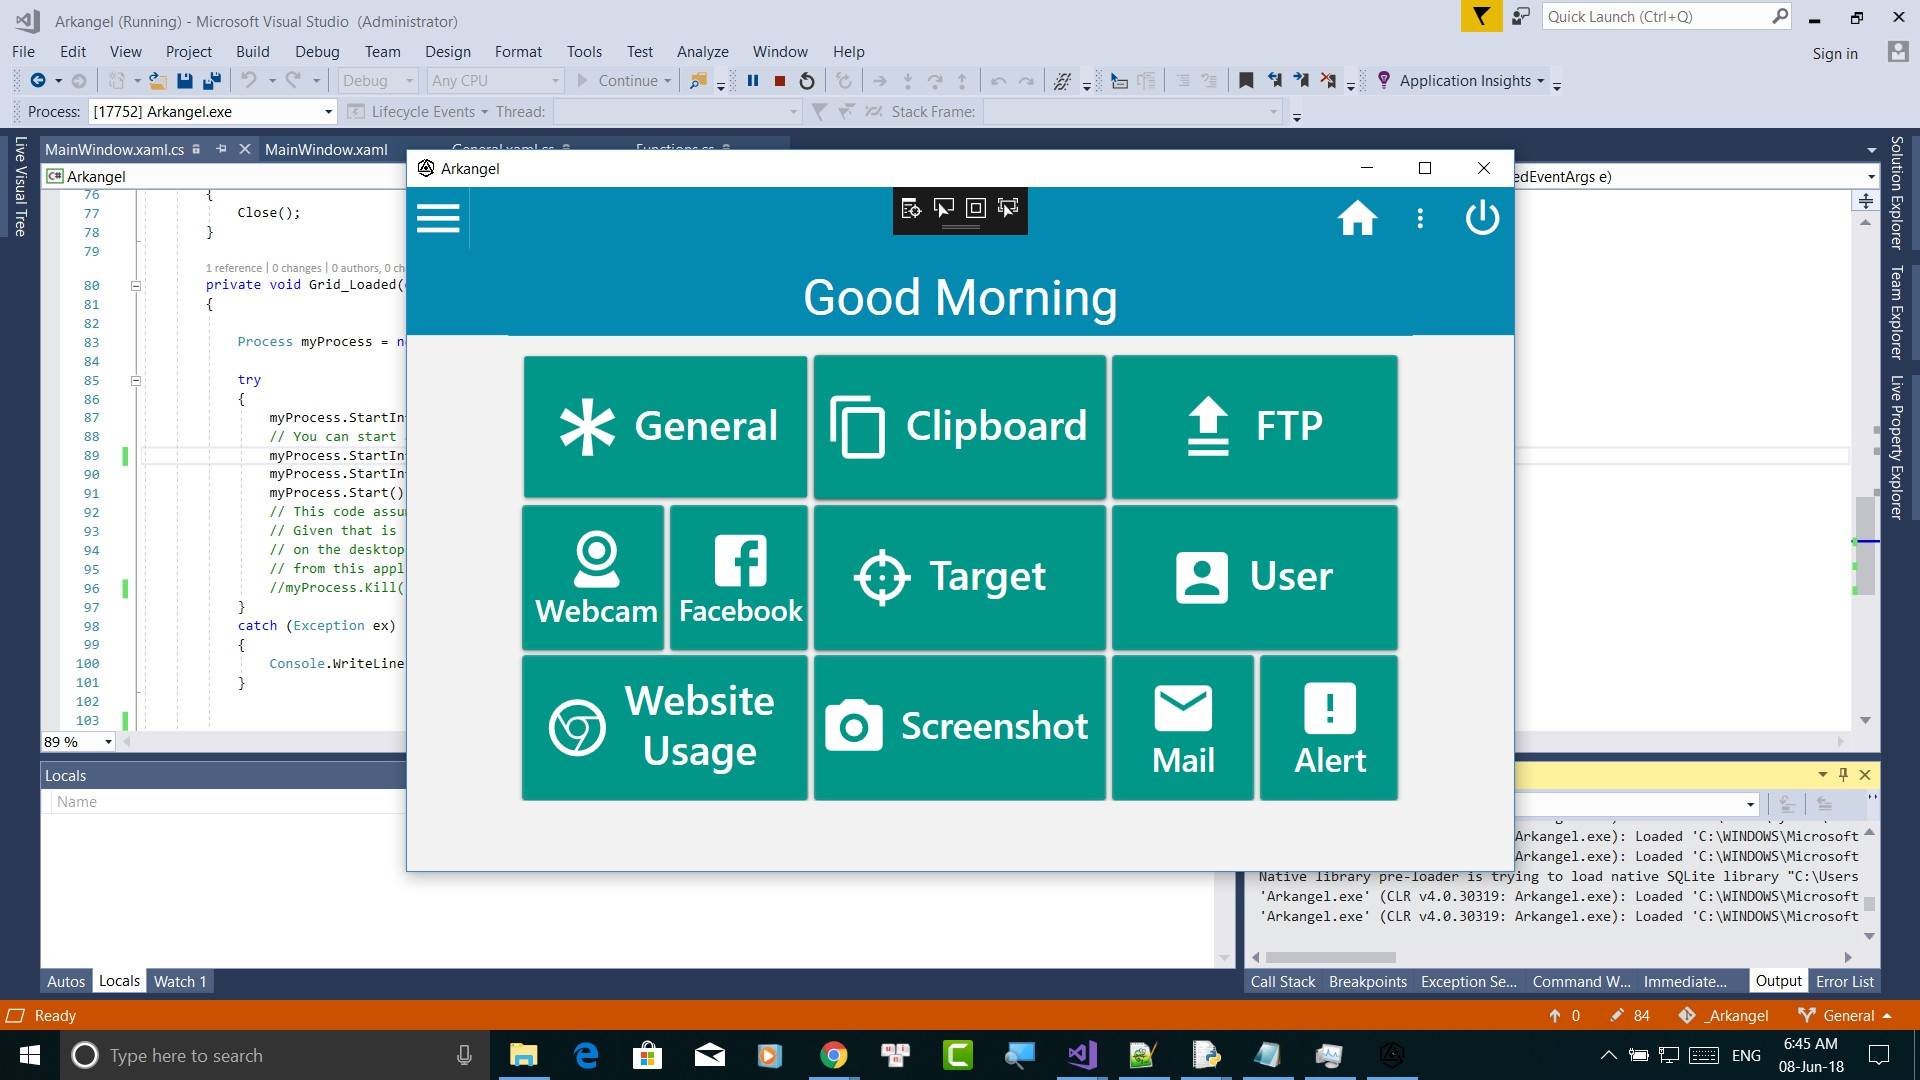 Arkangel (Running) - Microsoft Visual Studio (Administrator)
Quick Launch (Ctrl+Q)
File Edit View Project Build Debug Team Design Format Tools Test Analyze Window Help
Sign in
Debug Any CPU Continue Application Insights
Process: [17752] Arkangel.exe Lifecycle Events Thread: Stack Frame:
Live Visual Tree
MainWindow.xaml.cs MainWindow.xaml
C# Arkangel
edEventArgs e)
76 {
77 Close();
78 }
79
1 reference | 0 changes | 0 authors, 0 ch
80 private void Grid_Loaded(
81 {
82
83 Process myProcess = n
84
85 try
86 {
87 myProcess.StartIn
88 // You can start
89 myProcess.StartIn
90 myProcess.StartIn
91 myProcess.Start()
92 // This code assu
93 // Given that is
94 // on the desktop
95 // from this appl
96 //myProcess.Kill(
97 }
98 catch (Exception ex)
99 {
100 Console.WriteLine
101 }
102
103
89 %
Arkangel
Good Morning
General
Clipboard
FTP
Webcam
Facebook
Target
User
Website
Usage
Screenshot
Mail
Alert
Solution Explorer
Team Explorer
Live Property Explorer
Locals
Name
Autos Locals Watch 1
Arkangel.exe): Loaded 'C:\WINDOWS\Microsoft
Arkangel.exe): Loaded 'C:\WINDOWS\Microsoft
Native library pre-loader is trying to load native SQLite library "C:\Users
'Arkangel.exe' (CLR v4.0.30319: Arkangel.exe): Loaded 'C:\WINDOWS\Microsoft
'Arkangel.exe' (CLR v4.0.30319: Arkangel.exe): Loaded 'C:\WINDOWS\Microsoft
Call Stack Breakpoints Exception Se... Command W... Immediate... Output Error List
Ready
0 84 _Arkangel General
Type here to search
ENG
6:45 AM
08-Jun-18